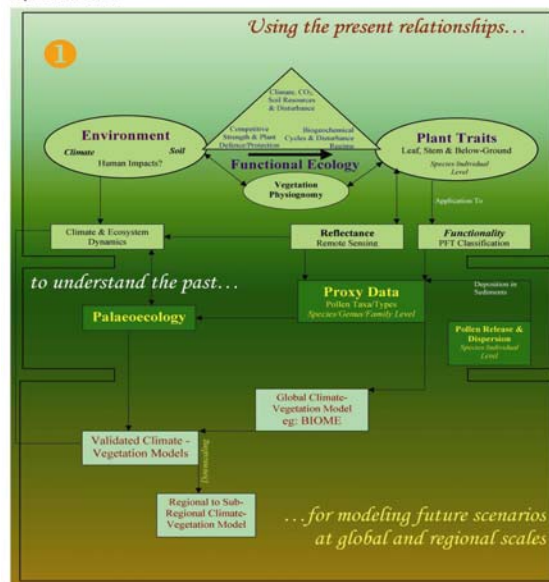 Using the present relationships...
1
Climate, CO2,
Soil Resources
& Disturbance
Environment
Climate
Soil
Human Impacts?
Competitive
Strength & Plant
Defence/Protection
Biogeochemical
Cycles & Disturbance
Regime
Functional Ecology
Vegetation
Physiognomy
Plant Traits
Leaf, Stem & Below-Ground
Species/Individual
Level
Application To
Climate & Ecosystem
Dynamics
Reflectance
Remote Sensing
Functionality
PFT Classification
to understand the past...
Palaeoecology
Proxy Data
Pollen Taxa/Types
Species/Genus/Family Level
Deposition in
Sediments
Pollen Release &
Dispersion
Species/Individual
Level
Global Climate-
Vegetation Model
eg: BIOME
Validated Climate -
Vegetation Models
Downscaling
Regional to Sub-
Regional Climate-
Vegetation Model
...for modeling future scenarios
at global and regional scales